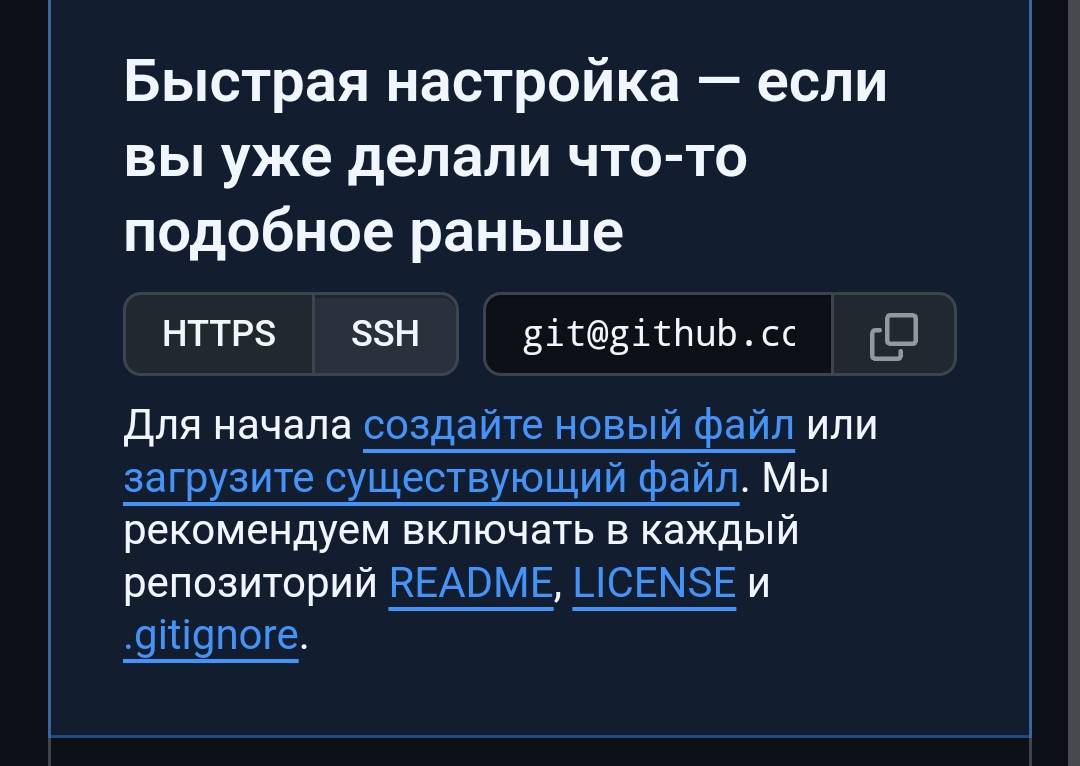 Быстрая настройка — если
вы уже делали что-то
подобное раньше
HTTPS SSH git@github.cc
Для начала создайте новый файл или
загрузите существующий файл. Мы
рекомендуем включать в каждый
репозиторий README, LICENSE и
.gitignore.